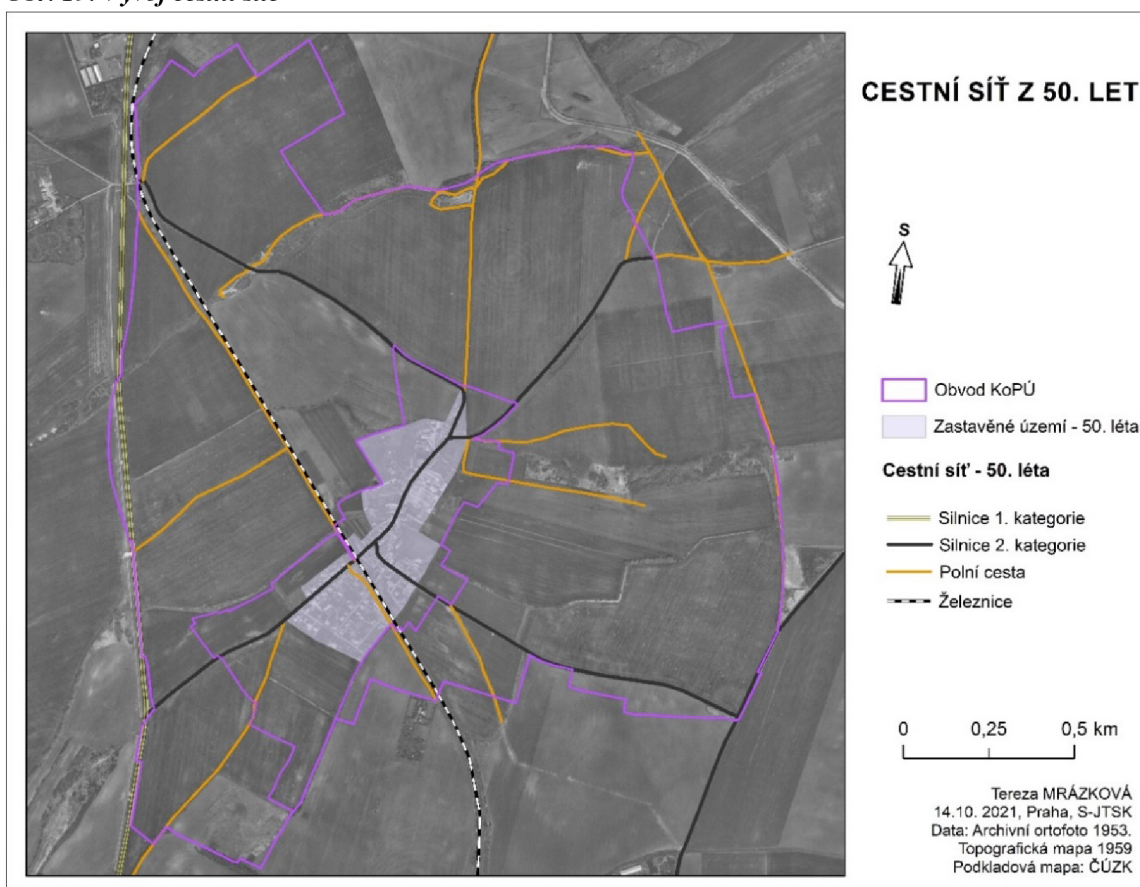 CESTNÍ SÍŤ Z 50. LET
S
Obvod KoPÚ
Zastavěné území - 50. léta
Cestní síť - 50. léta
Silnice 1. kategorie
Silnice 2. kategorie
Polní cesta
Železnice
0 0,25 0,5 km
Tereza MRÁZKOVÁ
14.10. 2021, Praha, S-JTSK
Data: Archivní ortofoto 1953.
Topografická mapa 1959
Podkladová mapa: ČÚZK